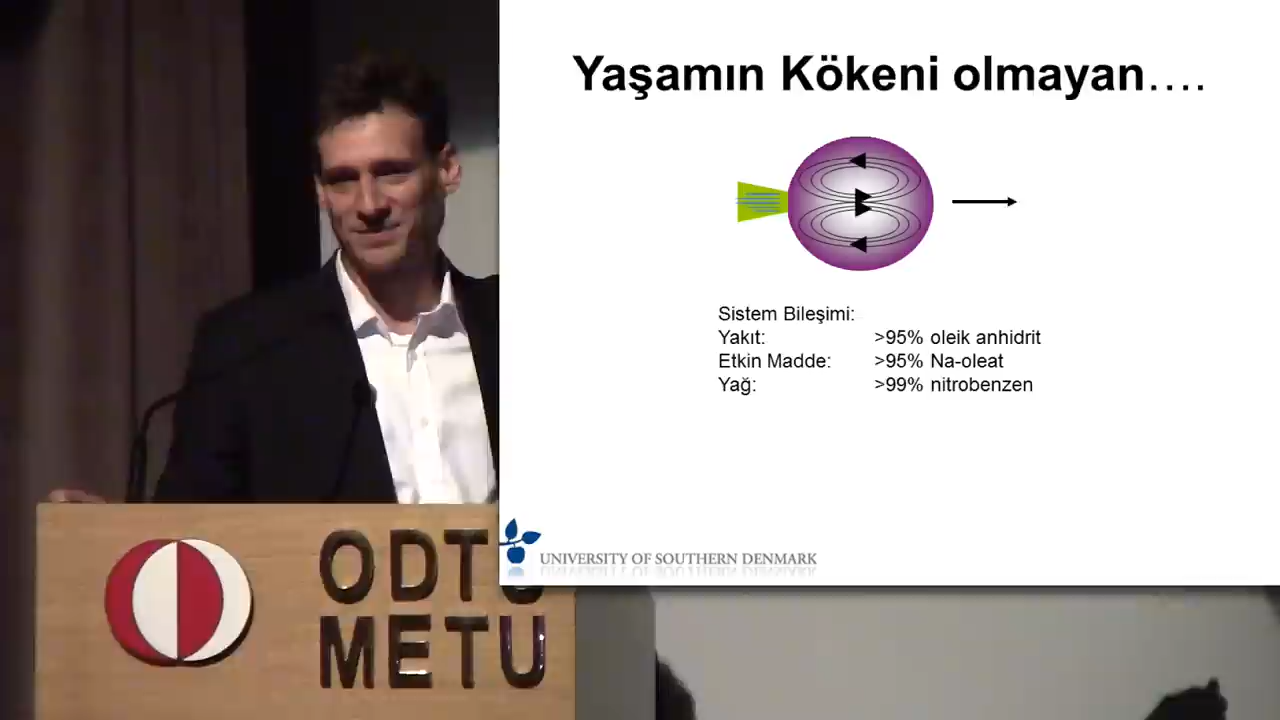 Yaşamın Kökeni olmayan….
Sistem Bileşimi:
Yakıt: >95% oleik anhidrit
Etkin Madde: >95% Na-oleat
Yağ: >99% nitrobenzen
UNIVERSITY OF SOUTHERN DENMARK
ODTÜ
METU